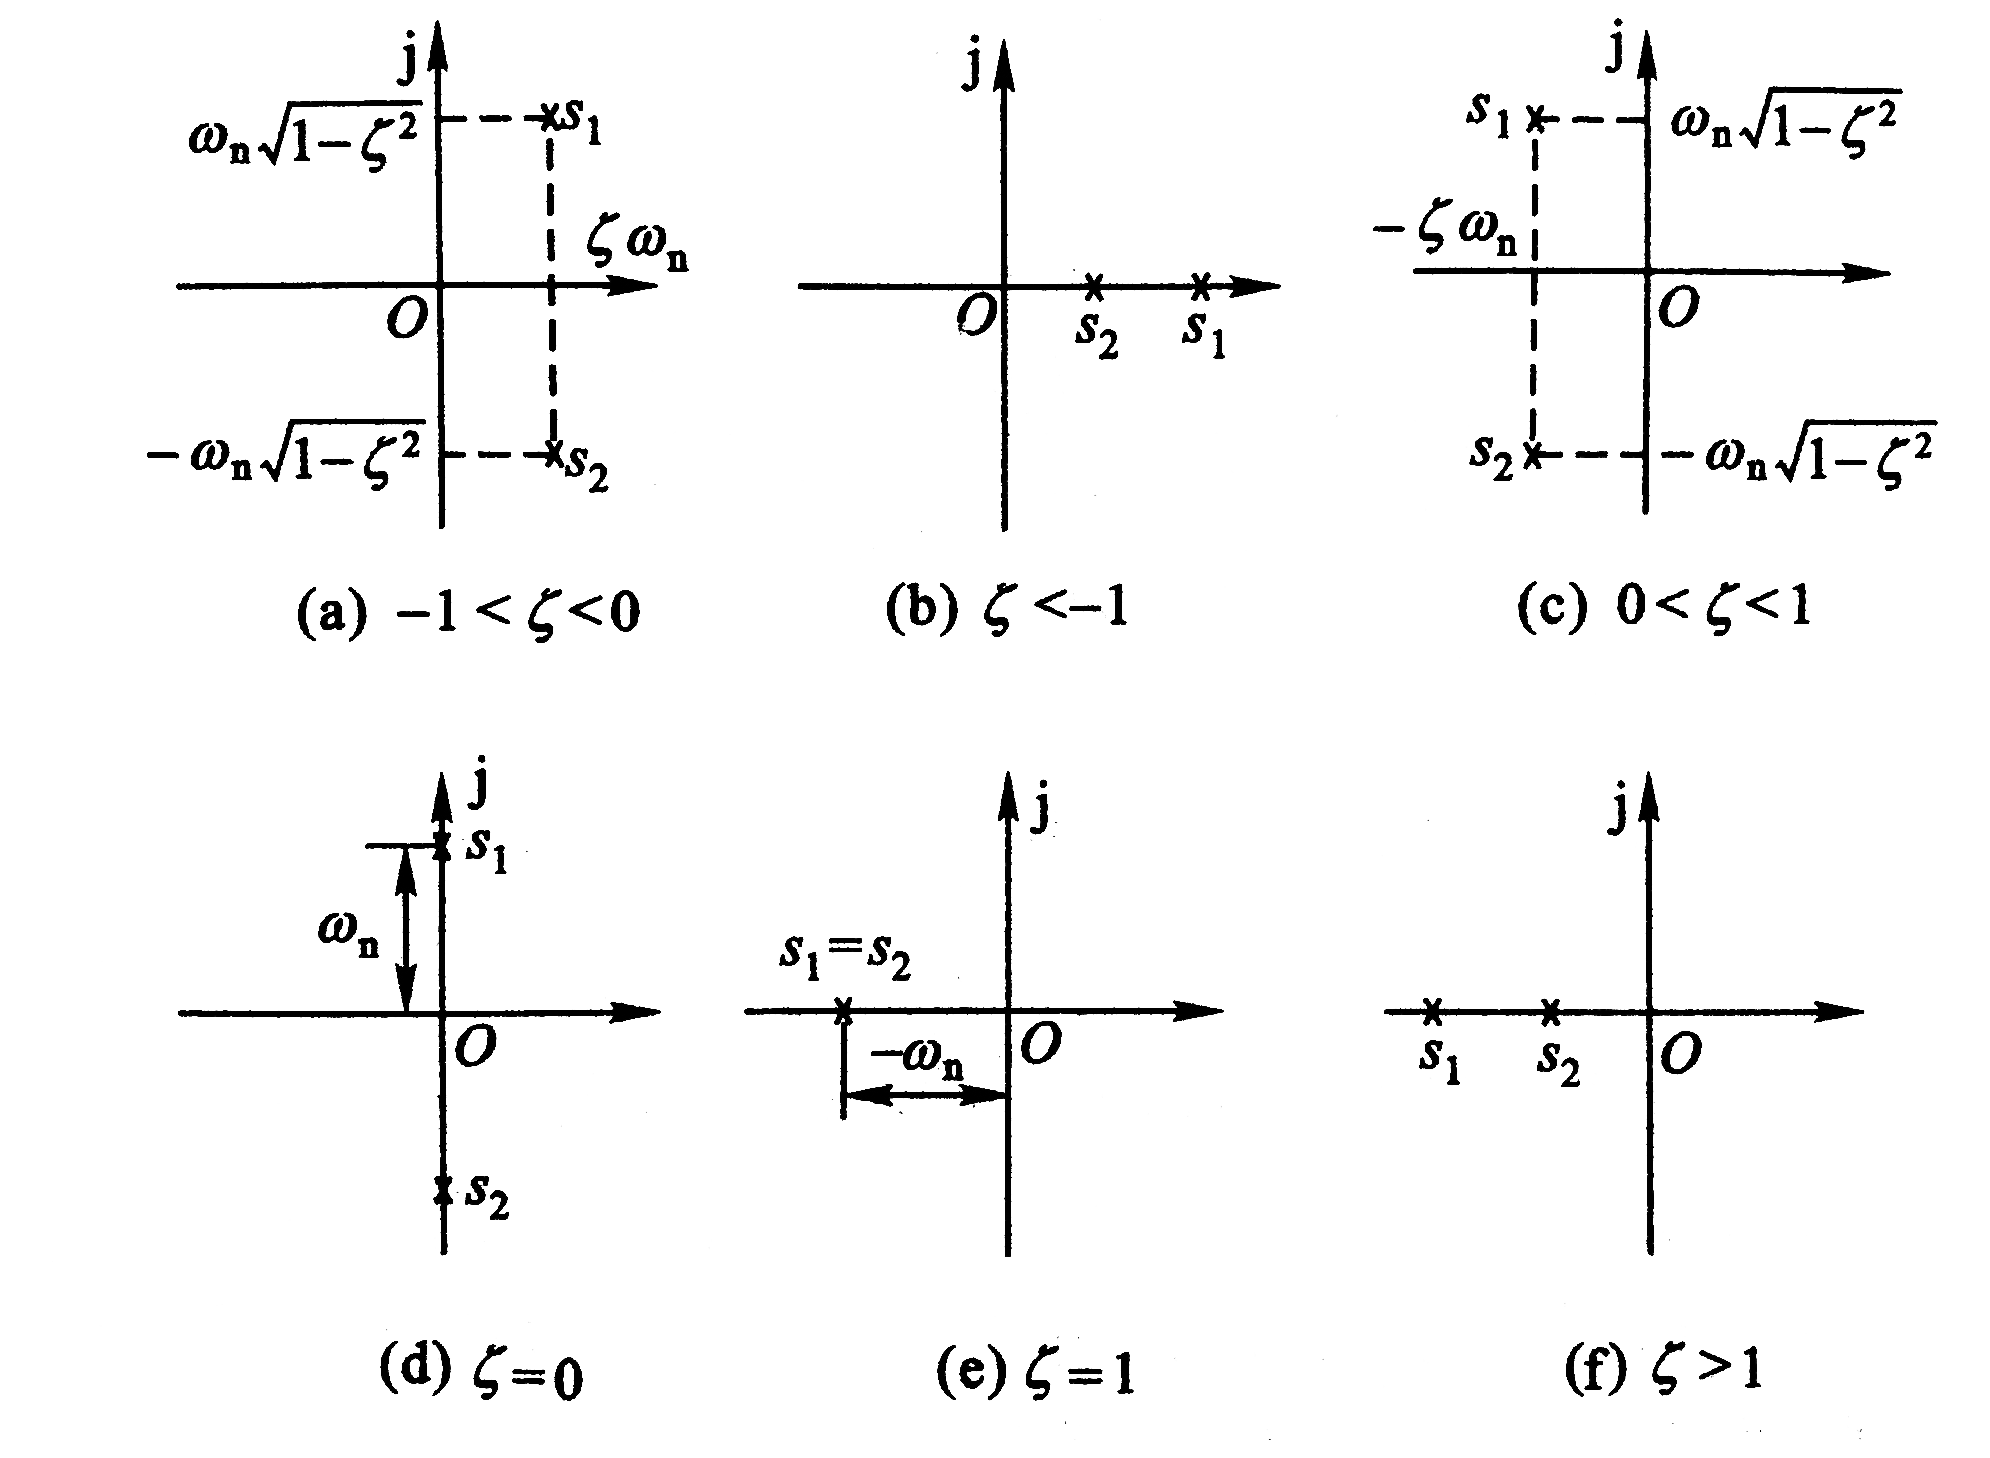 j
ωn√1−ζ²
s1
ζωn
O
−ωn√1−ζ²
s2
(a) −1<ζ<0
j
O
s2
s1
(b) ζ<−1
j
s1
ωn√1−ζ²
−ζωn
O
s2
−ωn√1−ζ²
(c) 0<ζ<1
j
s1
ωn
O
s2
(d) ζ=0
j
s1=s2
O
−ωn
(e) ζ=1
j
s1
s2
O
(f) ζ>1